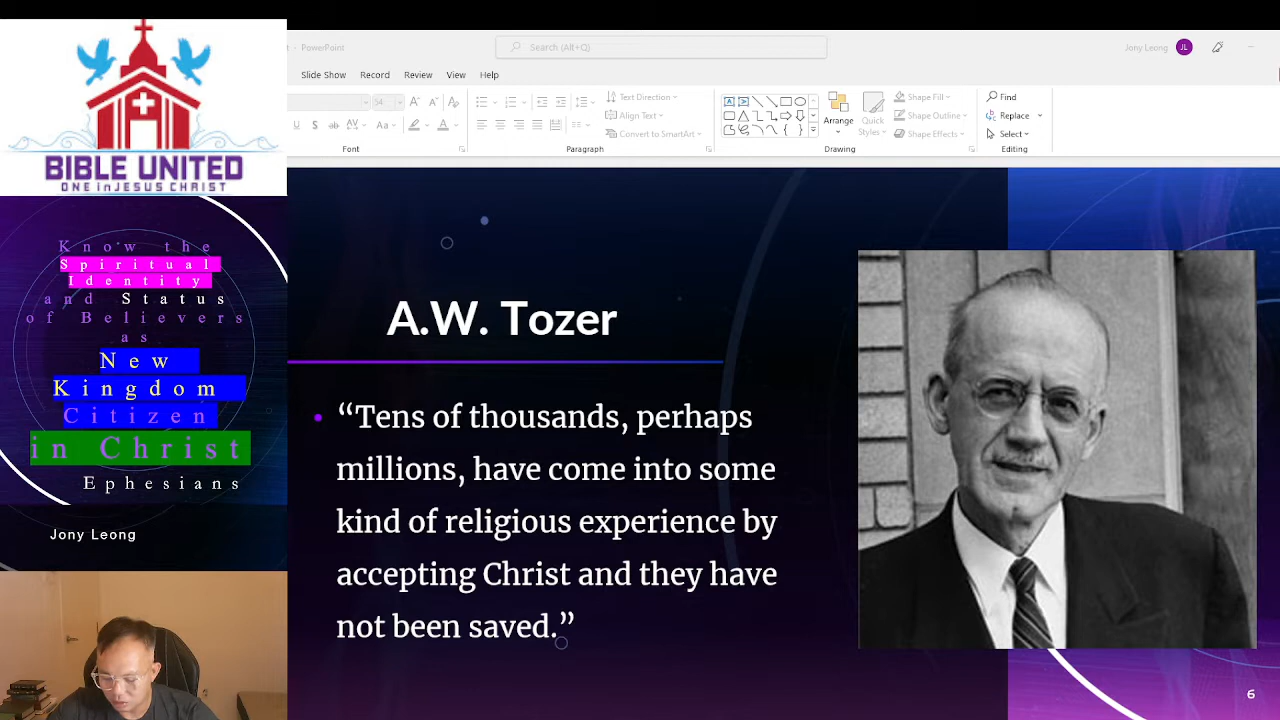 BIBLE UNITED
ONE in JESUS CHRIST
Know the
Spiritual
Identity
and Status
of Believers
as
New
Kingdom
Citizen
in Christ
Ephesians
Jony Leong
PowerPoint
Search (Alt+Q)
Jony Leong JL
Slide Show Record Review View Help
34
Text Direction
Align Text
Convert to SmartArt
Arrange
Quick
Styles
Shape Fill
Shape Outline
Shape Effects
Find
Replace
Select
Font
Paragraph
Drawing
Editing
A.W. Tozer
“Tens of thousands, perhaps
millions, have come into some
kind of religious experience by
accepting Christ and they have
not been saved.”
6